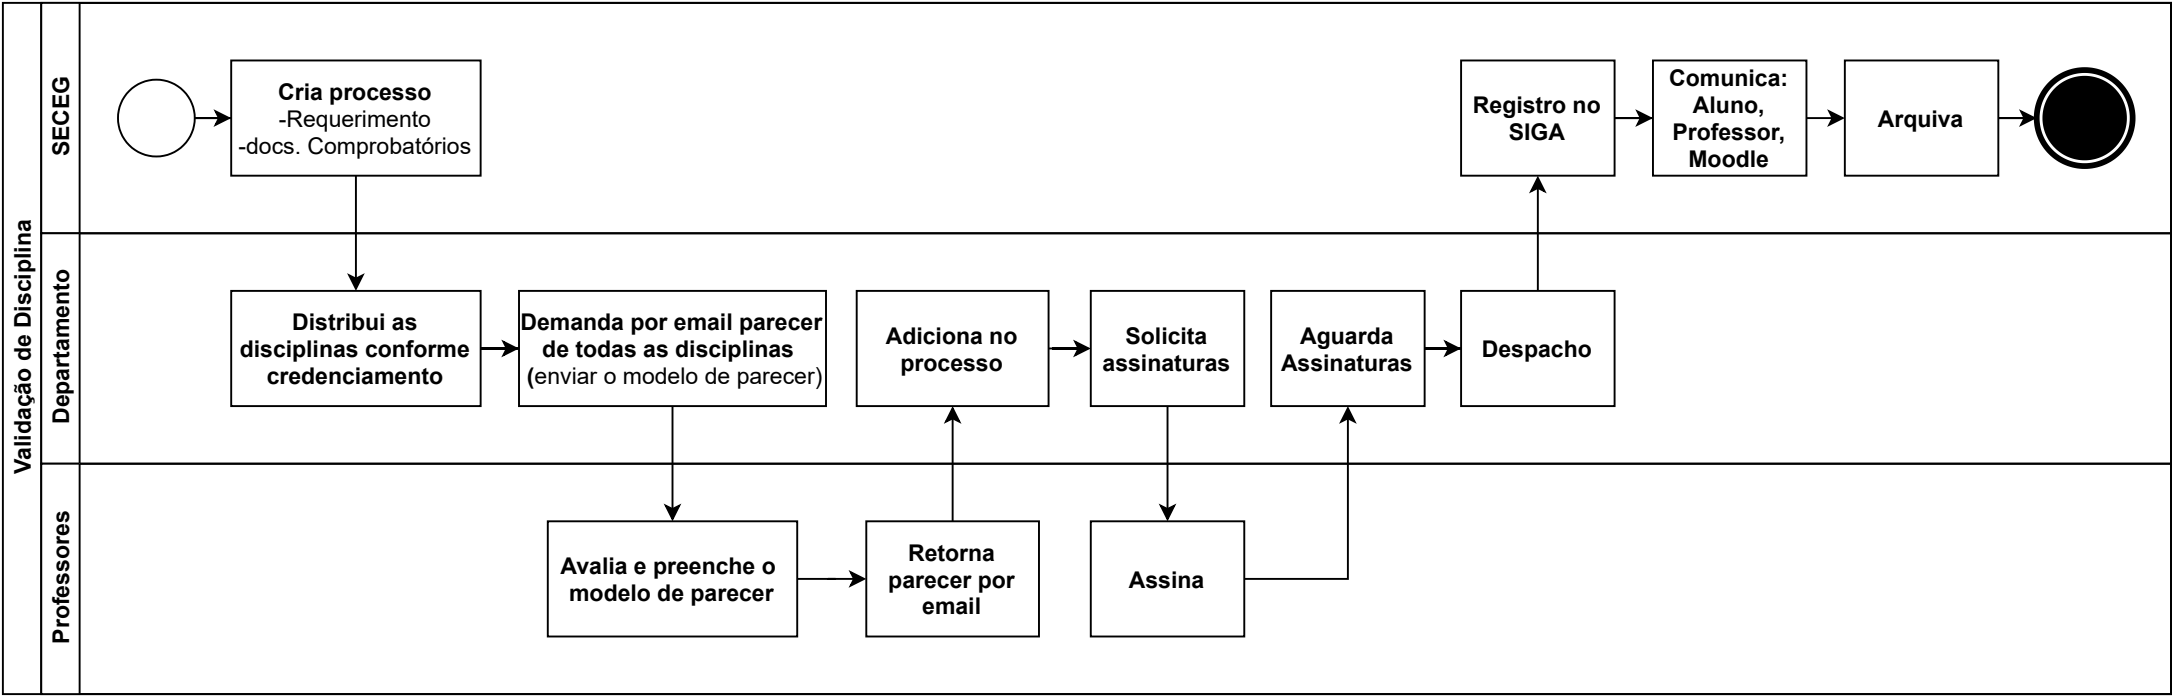 Validação de Disciplina
SECEG
Cria processo
-Requerimento
-docs. Comprobatórios
Registro no
SIGA
Comunica:
Aluno,
Professor,
Moodle
Arquiva
Departamento
Distribui as
disciplinas conforme
credenciamento
Demanda por email parecer
de todas as disciplinas
(enviar o modelo de parecer)
Adiciona no
processo
Solicita
assinaturas
Aguarda
Assinaturas
Despacho
Professores
Avalia e preenche o
modelo de parecer
Retorna
parecer por
email
Assina